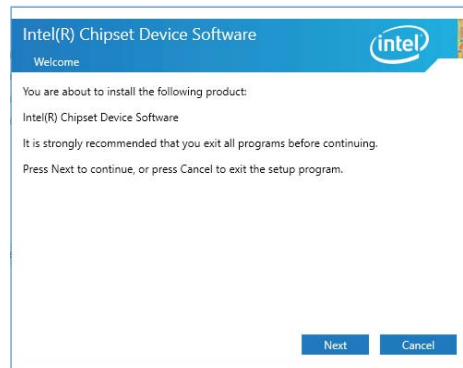 Intel(R) Chipset Device Software
Welcome
intel
You are about to install the following product:
Intel(R) Chipset Device Software
It is strongly recommended that you exit all programs before continuing.
Press Next to continue, or press Cancel to exit the setup program.
Next Cancel